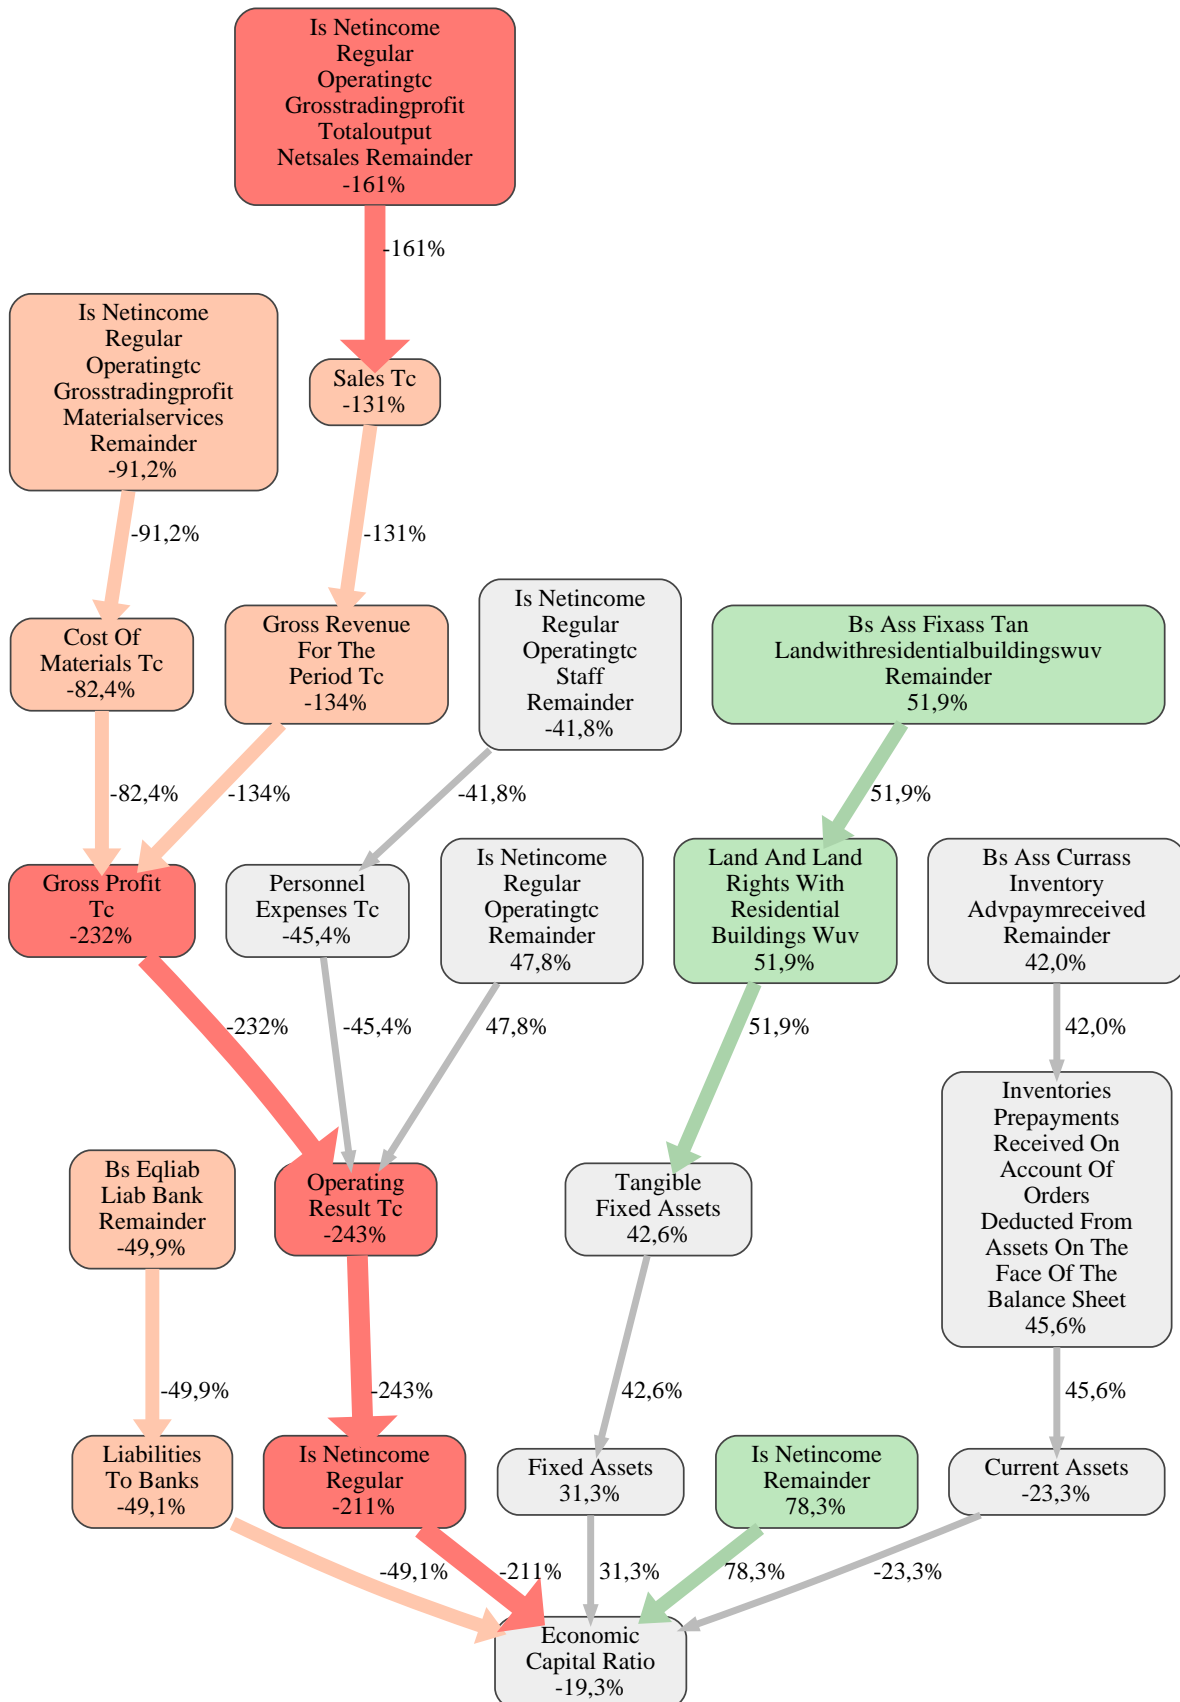 Is Netincome
Regular
Operatingtc
Grosstradingprofit
Totaloutput
Netsales Remainder
-161%
-161%
Is Netincome
Regular
Operatingtc
Grosstradingprofit
Materialservices
Remainder
-91,2%
Sales Tc
-131%
-91,2%
-131%
Is Netincome
Regular
Operatingtc
Staff
Remainder
-41,8%
Cost Of
Materials Tc
-82,4%
Gross Revenue
For The
Period Tc
-134%
Bs Ass Fixass Tan
Landwithresidentialbuildingswuv
Remainder
51,9%
-82,4%
-134%
-41,8%
51,9%
Gross Profit
Tc
-232%
Personnel
Expenses Tc
-45,4%
Is Netincome
Regular
Operatingtc
Remainder
47,8%
Land And Land
Rights With
Residential
Buildings Wuv
51,9%
Bs Ass Currass
Inventory
Advpaymreceived
Remainder
42,0%
-232%
-45,4%
47,8%
51,9%
42,0%
Bs Eqliab
Liab Bank
Remainder
-49,9%
Operating
Result Tc
-243%
Tangible
Fixed Assets
42,6%
Inventories
Prepayments
Received On
Account Of
Orders
Deducted From
Assets On The
Face Of The
Balance Sheet
45,6%
-49,9%
-243%
42,6%
45,6%
Liabilities
To Banks
-49,1%
Is Netincome
Regular
-211%
Fixed Assets
31,3%
Is Netincome
Remainder
78,3%
Current Assets
-23,3%
-49,1%
-211%
31,3%
78,3%
-23,3%
Economic
Capital Ratio
-19,3%